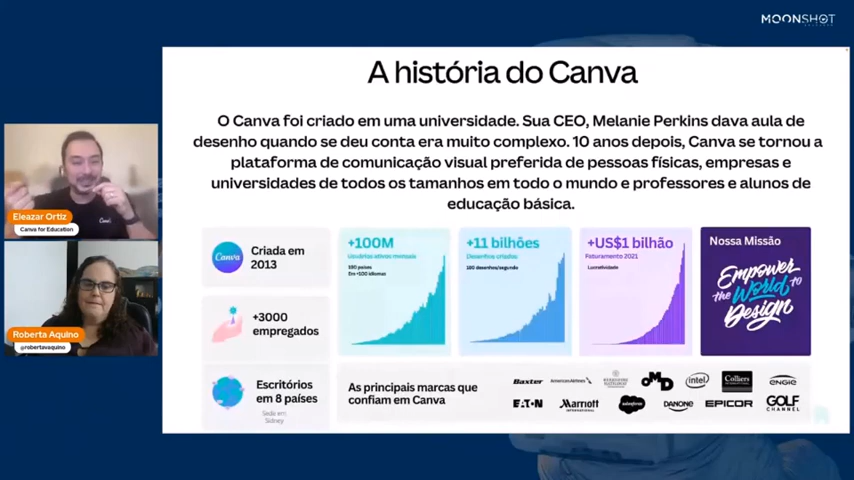 MOONSHOT
A história do Canva
O Canva foi criado em uma universidade. Sua CEO, Melanie Perkins dava aula de
desenho quando se deu conta era muito complexo. 10 anos depois, Canva se tornou a
plataforma de comunicação visual preferida de pessoas físicas, empresas e
universidades de todos os tamanhos em todo o mundo e professores e alunos de
educação básica.
Eleazar Ortiz
Canva for Education
Roberta Aquino
@robertavaquino
Canva
Criada em
2013
+3000
empregados
Escritórios
em 8 países
Sede em
Sidney
+100M
Usuários ativos mensais
190 países
Em +100 idiomas
+11 bilhões
Desenhos criados
180 desenhos/segundo
+US$1 bilhão
Faturamento 2021
Lucratividade
Nossa Missão
Empower
the World to
Design
As principais marcas que
confiam em Canva
Baxter
American Airlines
OMD
intel
Colliers
ENGIE
EATON
Marriott
INTERNATIONAL
salesforce
DANONE
EPICOR
GOLF
CHANNEL